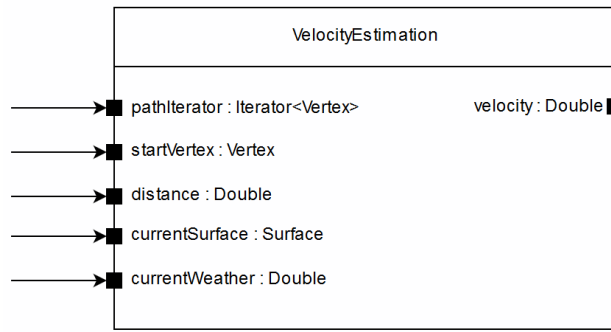 VelocityEstimation
pathIterator : Iterator<Vertex>
velocity : Double
startVertex : Vertex
distance : Double
currentSurface : Surface
currentWeather : Double